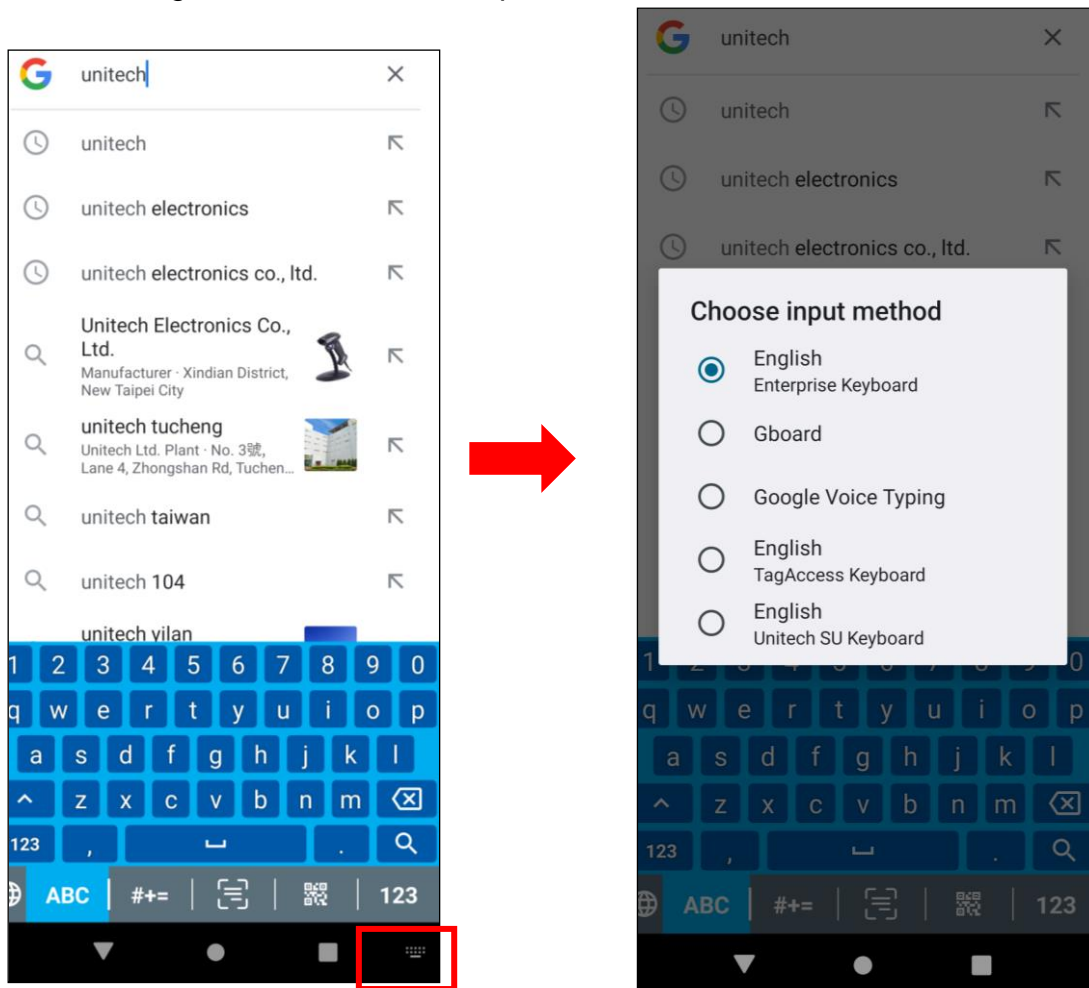 unitech
unitech
unitech electronics
unitech electronics co., ltd.
Unitech Electronics Co.,
Ltd.
Manufacturer · Xindian District,
New Taipei City
unitech tucheng
Unitech Ltd. Plant · No. 3號,
Lane 4, Zhongshan Rd, Tuchen...
unitech taiwan
unitech 104
unitech yilan
1 2 3 4 5 6 7 8 9 0
q w e r t y u i o p
a s d f g h j k l
z x c v b n m
123 , .
ABC #+= 123
unitech
unitech
unitech electronics
unitech electronics co., ltd.
Choose input method
English
Enterprise Keyboard
Gboard
Google Voice Typing
English
TagAccess Keyboard
English
Unitech SU Keyboard
1 0
q w e r t y u i o p
a s d f g h j k l
z x c v b n m
123 , .
ABC #+= 123